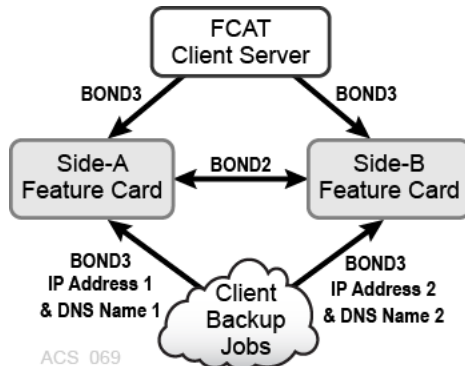 FCAT
Client Server
BOND3
BOND3
Side-A
Feature Card
BOND2
Side-B
Feature Card
BOND3
IP Address 1
& DNS Name 1
Client
Backup
Jobs
BOND3
IP Address 2
& DNS Name 2
ACS_069